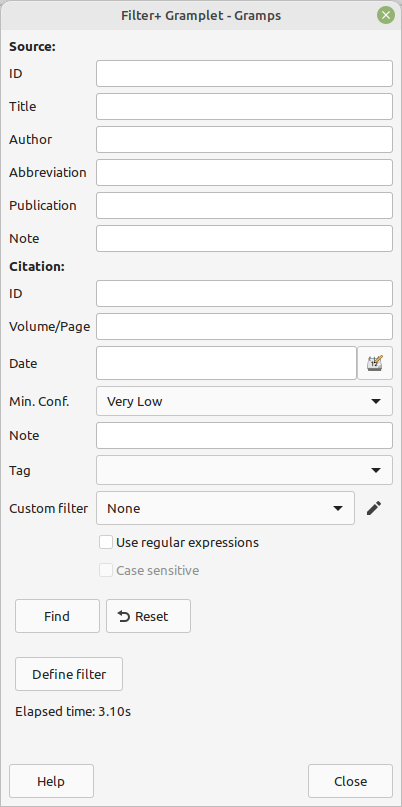 Filter+ Gramplet - Gramps
Source:
ID
Title
Author
Abbreviation
Publication
Note
Citation:
ID
Volume/Page
Date
Min. Conf. Very Low
Note
Tag
Custom filter None
Use regular expressions
Case sensitive
Find Reset
Define filter
Elapsed time: 3.10s
Help Close